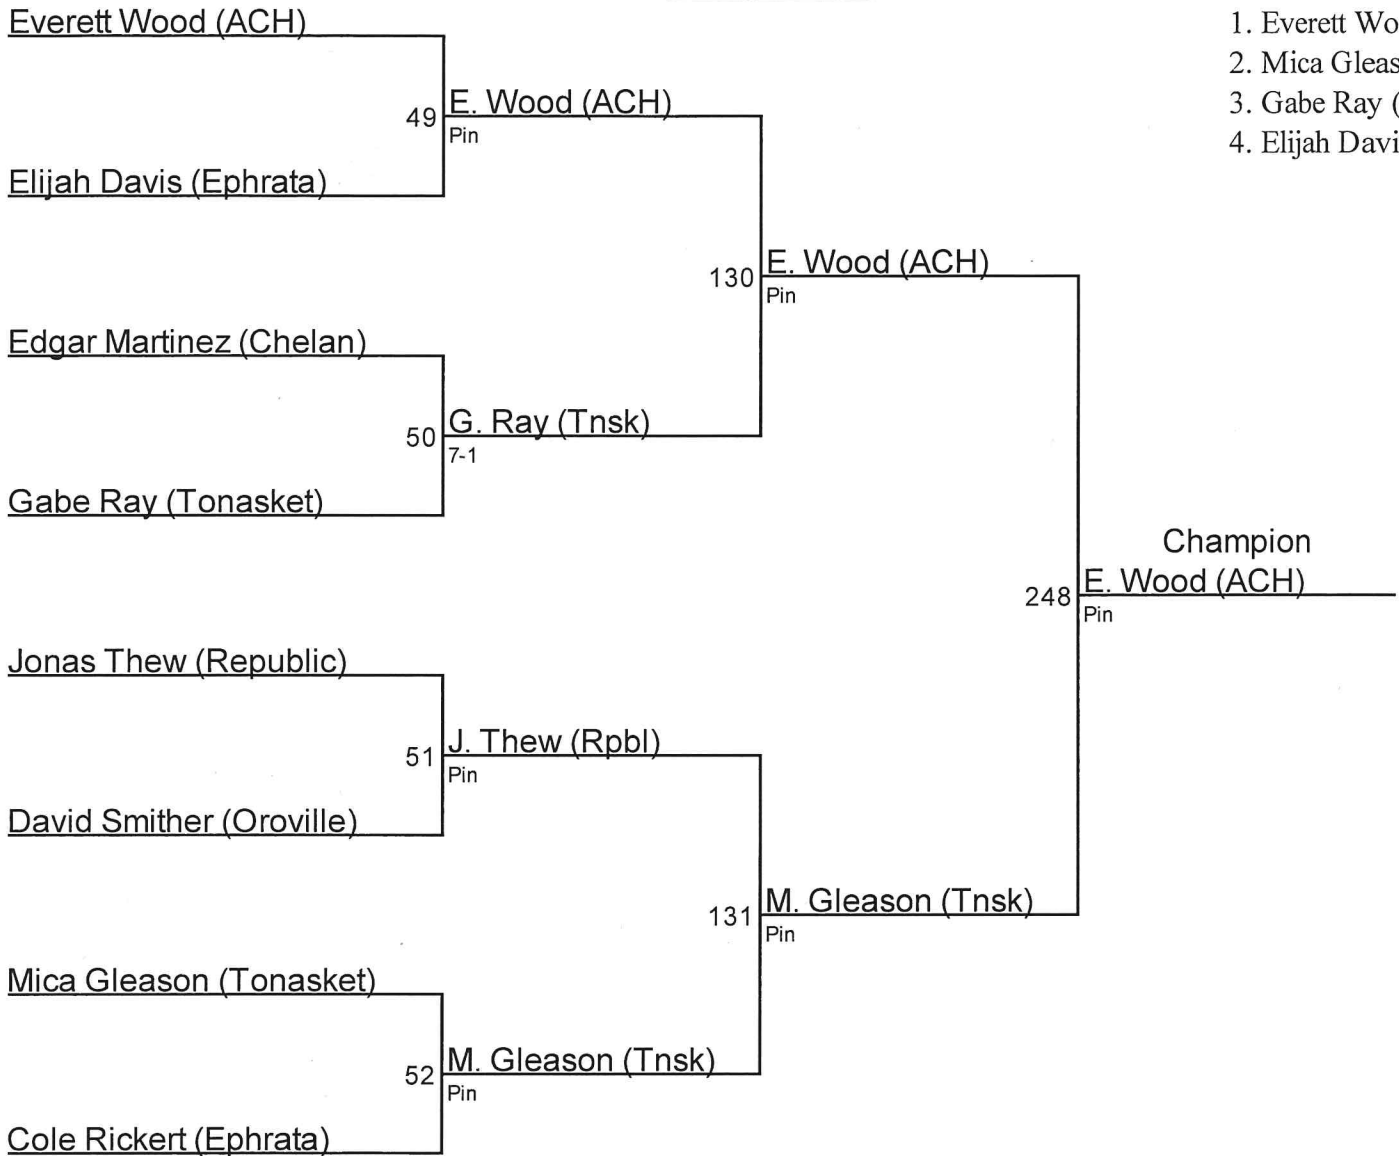 Everett Wood (ACH)
49
E. Wood (ACH)
Pin
Elijah Davis (Ephrata)
130
E. Wood (ACH)
Pin
Edgar Martinez (Chelan)
50
G. Ray (Tnsk)
7-1
Gabe Ray (Tonasket)
Champion
248
E. Wood (ACH)
Pin
Jonas Thew (Republic)
51
J. Thew (Rpbl)
Pin
David Smither (Oroville)
131
M. Gleason (Tnsk)
Pin
Mica Gleason (Tonasket)
52
M. Gleason (Tnsk)
Pin
Cole Rickert (Ephrata)
1. Everett Wo
2. Mica Gleas
3. Gabe Ray (
4. Elijah Davi